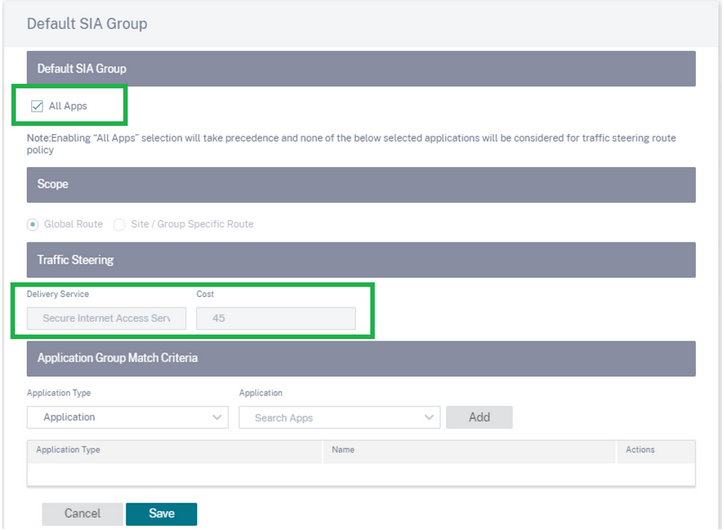 Default SIA Group
Default SIA Group
All Apps
Note:Enabling “All Apps” selection will take precedence and none of the below selected applications will be considered for traffic steering route
policy
Scope
Global Route Site / Group Specific Route
Traffic Steering
Delivery Service Cost
Secure Internet Access Serv 45
Application Group Match Criteria
Application Type Application
Application Search Apps Add
Application Type Name Actions
Cancel Save